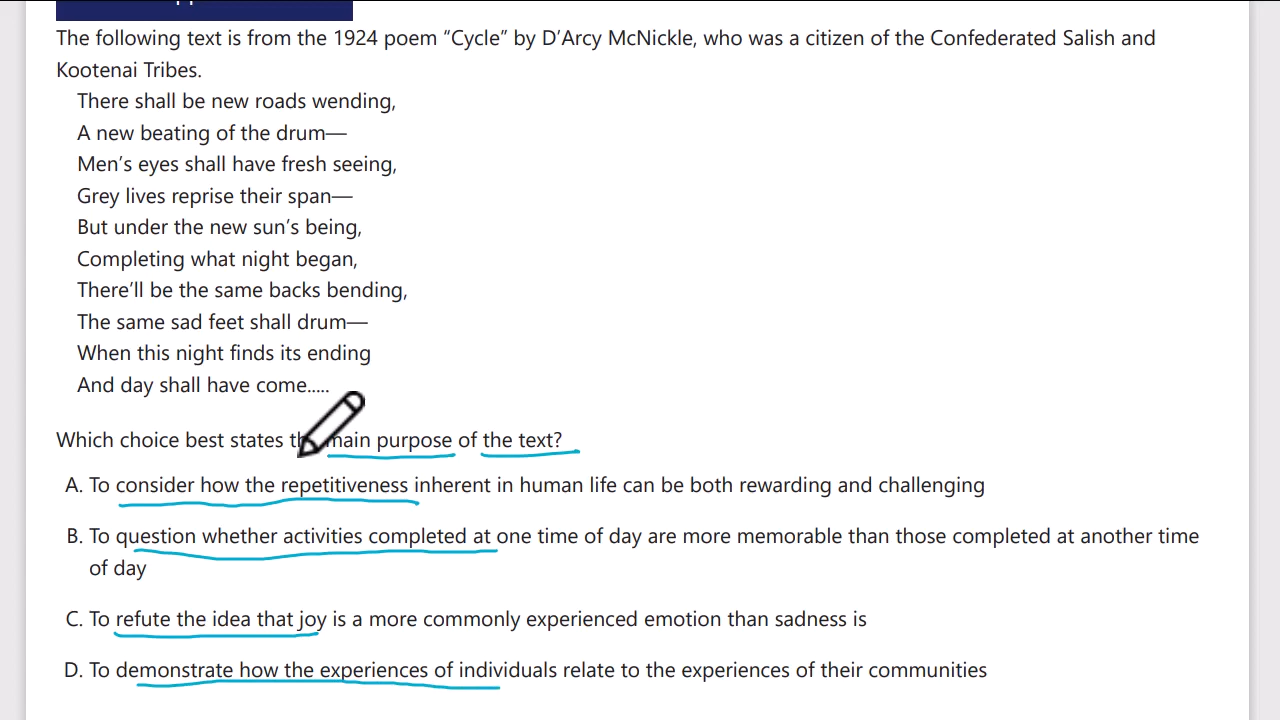 The following text is from the 1924 poem “Cycle” by D’Arcy McNickle, who was a citizen of the Confederated Salish and
Kootenai Tribes.
There shall be new roads wending,
A new beating of the drum—
Men’s eyes shall have fresh seeing,
Grey lives reprise their span—
But under the new sun’s being,
Completing what night began,
There’ll be the same backs bending,
The same sad feet shall drum—
When this night finds its ending
And day shall have come.....
Which choice best states the main purpose of the text?
A. To consider how the repetitiveness inherent in human life can be both rewarding and challenging
B. To question whether activities completed at one time of day are more memorable than those completed at another time
of day
C. To refute the idea that joy is a more commonly experienced emotion than sadness is
D. To demonstrate how the experiences of individuals relate to the experiences of their communities